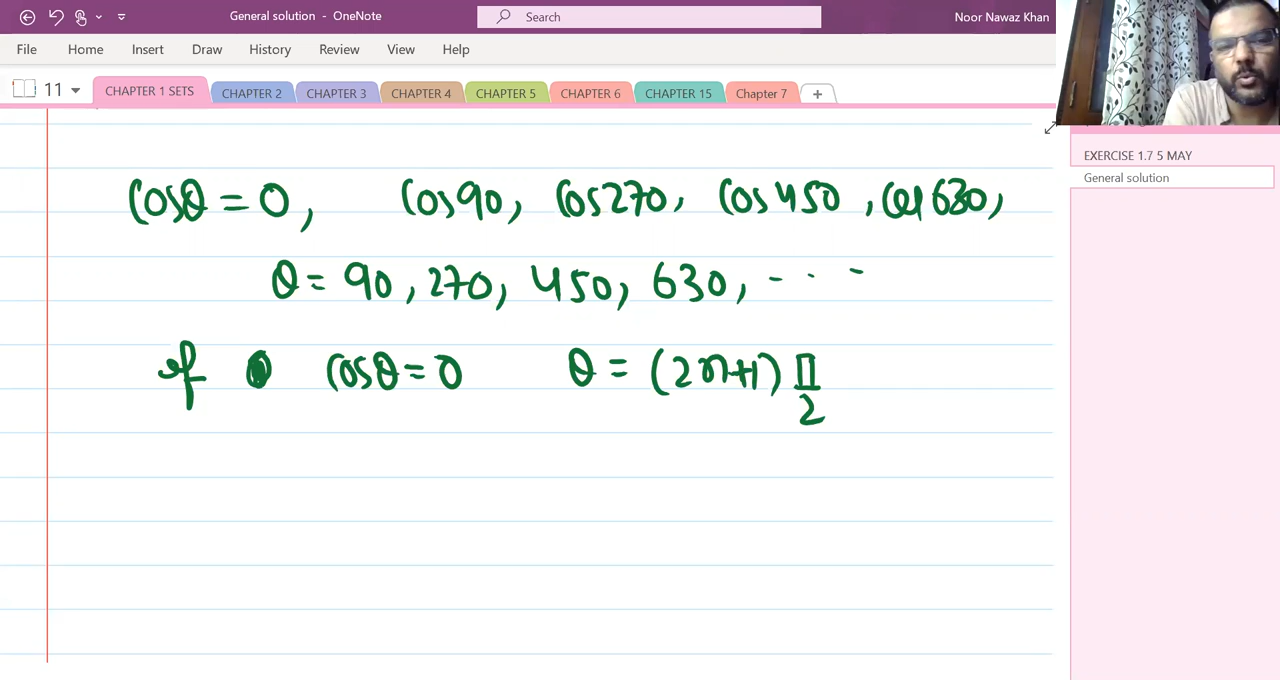 General solution - OneNote
Search
Noor Nawaz Khan
File Home Insert Draw History Review View Help
11 CHAPTER 1 SETS CHAPTER 2 CHAPTER 3 CHAPTER 4 CHAPTER 5 CHAPTER 6 CHAPTER 15 Chapter 7 +
EXERCISE 1.7 5 MAY
General solution
Cosθ = 0, Cos90, Cos270, Cos450, Cos630,
θ = 90, 270, 450, 630, - - -
if Cosθ = 0 θ = (2n+1) π/2